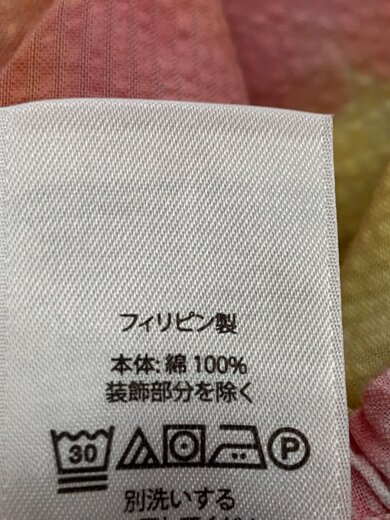 フィリピン製
本体: 綿 100%
装飾部分を除く
30 P
別洗いする